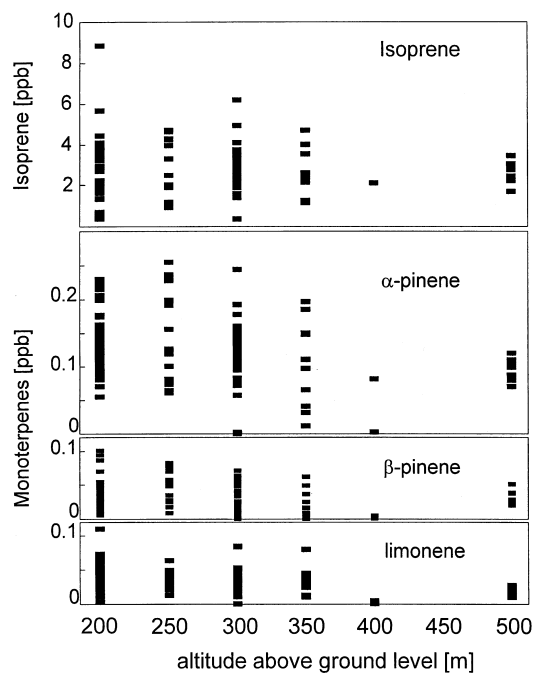 10
8
6
4
2
Isoprene [ppb]
Isoprene
0.2
0.1
0
α-pinene
Monoterpenes [ppb]
0.1
0
β-pinene
0.1
0
limonene
200 250 300 350 400 450 500
altitude above ground level [m]